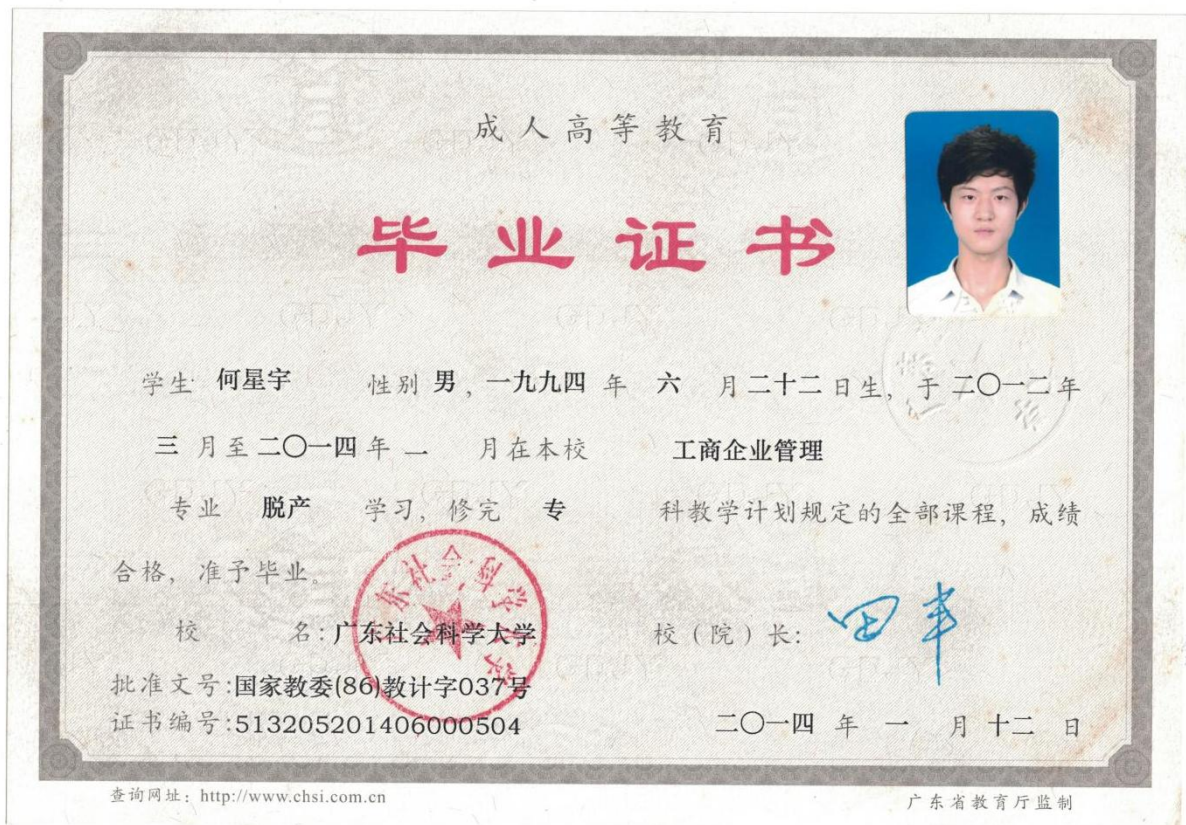 成人高等教育
毕业证书
学生 何星宇 性别 男，一九九四 年 六 月 二十二 日生，于 二〇一二 年
三 月至 二〇一四 年 一 月在本校 工商企业管理
专业 脱产 学习，修完 专 科教学计划规定的全部课程，成绩
合格，准予毕业。
校 名：广东社会科学大学 校（院）长：田丰
批准文号：国家教委(86)教计字037号
证书编号：513205201406000504 二〇一四 年 一 月 十二 日
查询网址：http://www.chsi.com.cn 广东省教育厅监制